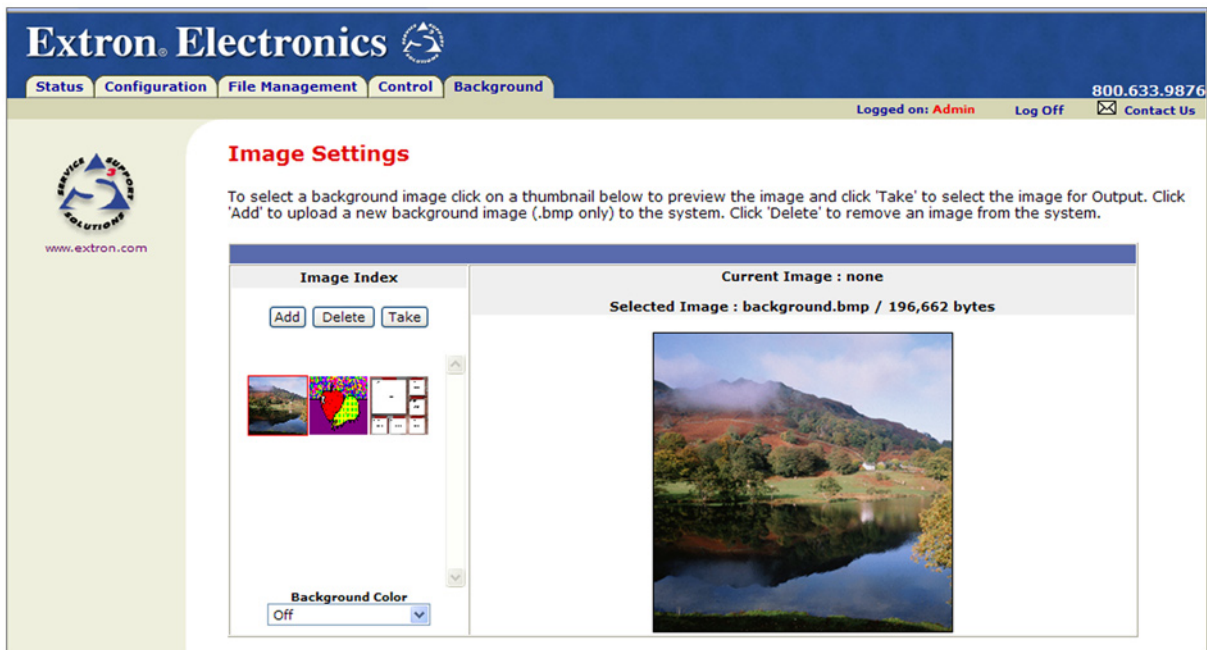 Extron® Electronics
Status Configuration File Management Control Background
800.633.9876
Logged on: Admin Log Off Contact Us
SERVICE SUPPORT SOLUTIONS
3
www.extron.com
Image Settings
To select a background image click on a thumbnail below to preview the image and click 'Take' to select the image for Output. Click
'Add' to upload a new background image (.bmp only) to the system. Click 'Delete' to remove an image from the system.
Image Index
Add Delete Take
Background Color
Off
Current Image : none
Selected Image : background.bmp / 196,662 bytes